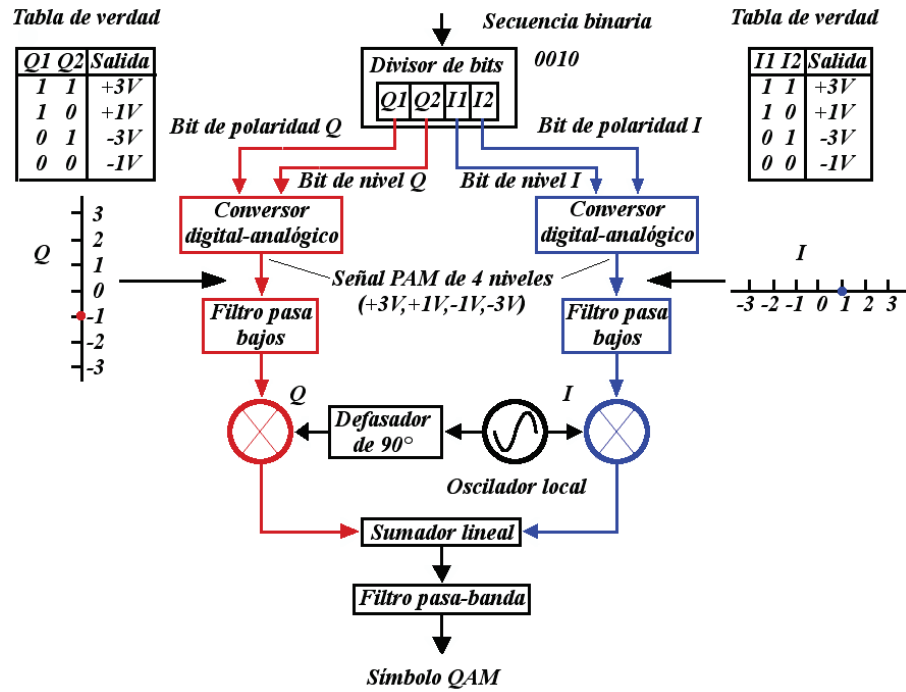 Tabla de verdad
Q1 Q2 Salida
1 1 +3V
1 0 +1V
0 1 -3V
0 0 -1V
Secuencia binaria
0010
Divisor de bits
Q1 Q2 I1 I2
Tabla de verdad
I1 I2 Salida
1 1 +3V
1 0 +1V
0 1 -3V
0 0 -1V
Bit de polaridad Q
Bit de polaridad I
Bit de nivel Q
Bit de nivel I
Conversor
digital-analógico
Conversor
digital-analógico
Q
3
2
1
0
-1
-2
-3
Señal PAM de 4 niveles
(+3V,+1V,-1V,-3V)
I
-3 -2 -1 0 1 2 3
Filtro pasa
bajos
Filtro pasa
bajos
Q
I
Defasador
de 90°
Oscilador local
Sumador lineal
Filtro pasa-banda
Símbolo QAM